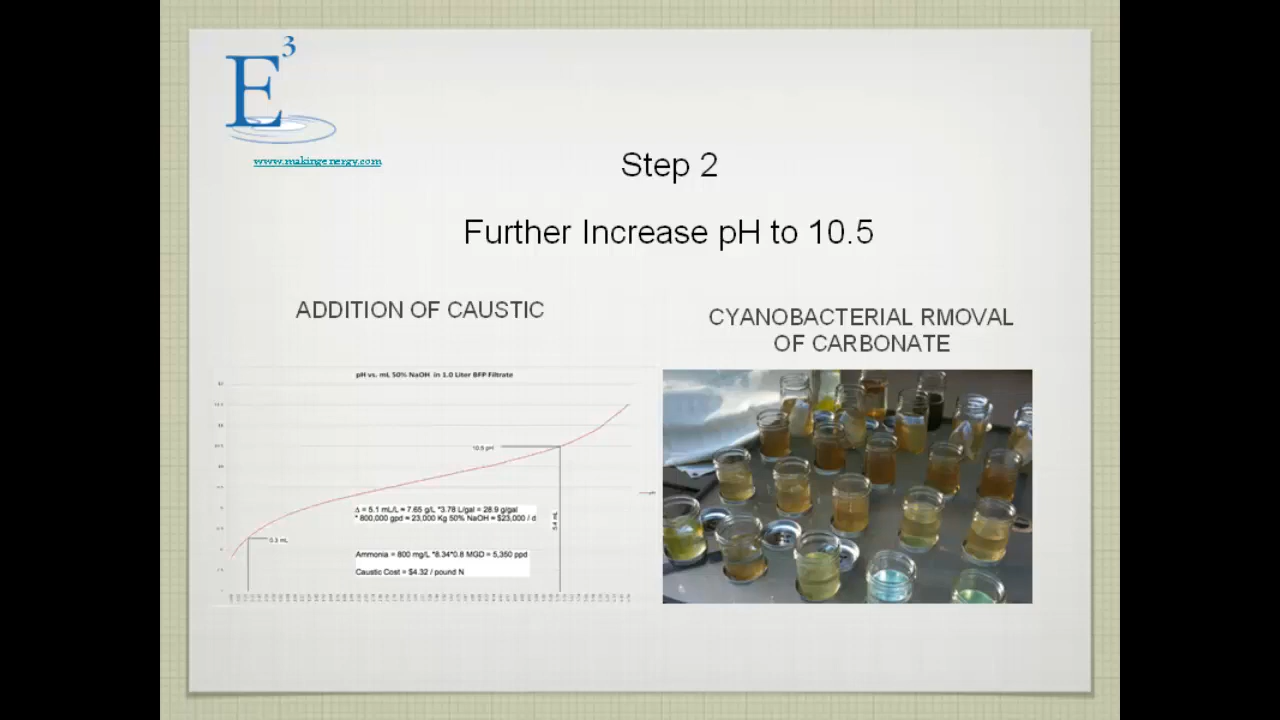 E3
www.makingenergy.com
Step 2
Further Increase pH to 10.5
ADDITION OF CAUSTIC
CYANOBACTERIAL RMOVAL
OF CARBONATE
pH vs. mL 50% NaOH in 1.0 Liter BFP Filtrate
10.5 pH
pH
Δ = 5.1 mL/L = 7.65 g/L *3.78 L/gal = 28.9 g/gal
* 800,000 gpd = 23,000 Kg 50% NaOH = $23,000 / d
5.4 mL
0.3 mL
Ammonia = 800 mg/L *8.34*0.8 MGD = 5,350 ppd
Caustic Cost = $4.32 / pound N